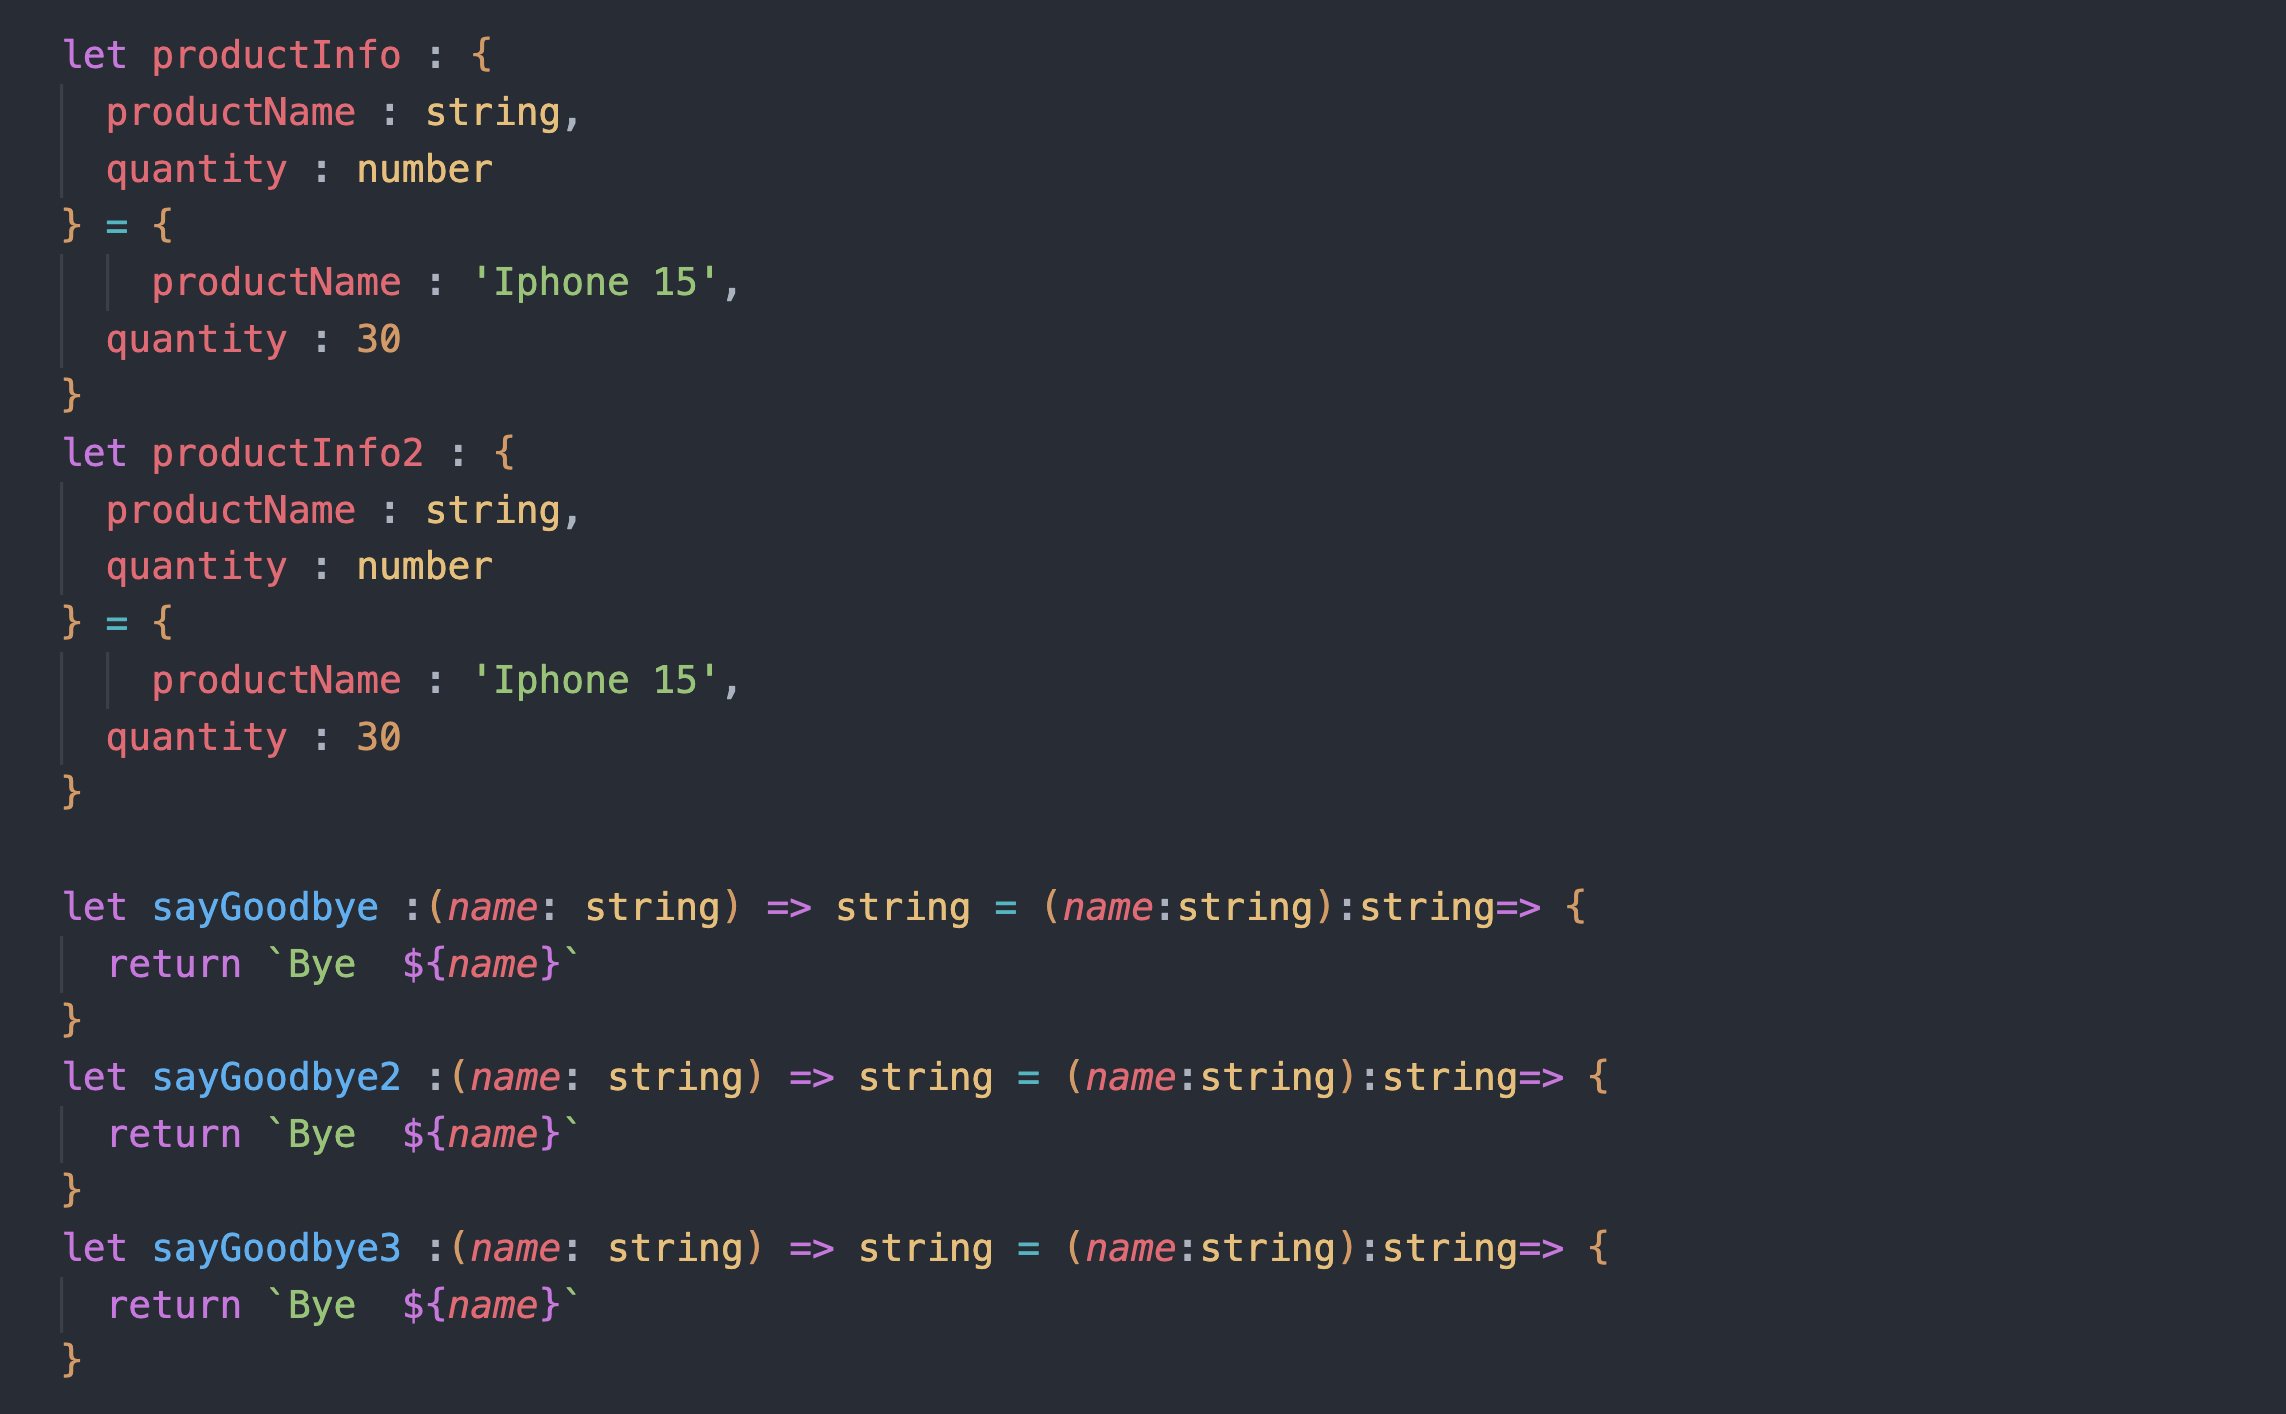 let productInfo : {
  productName : string,
  quantity : number
} = {
    productName : 'Iphone 15',
  quantity : 30
}
let productInfo2 : {
  productName : string,
  quantity : number
} = {
    productName : 'Iphone 15',
  quantity : 30
}

let sayGoodbye :(name: string) => string = (name:string):string=> {
  return `Bye  ${name}`
}
let sayGoodbye2 :(name: string) => string = (name:string):string=> {
  return `Bye  ${name}`
}
let sayGoodbye3 :(name: string) => string = (name:string):string=> {
  return `Bye  ${name}`
}